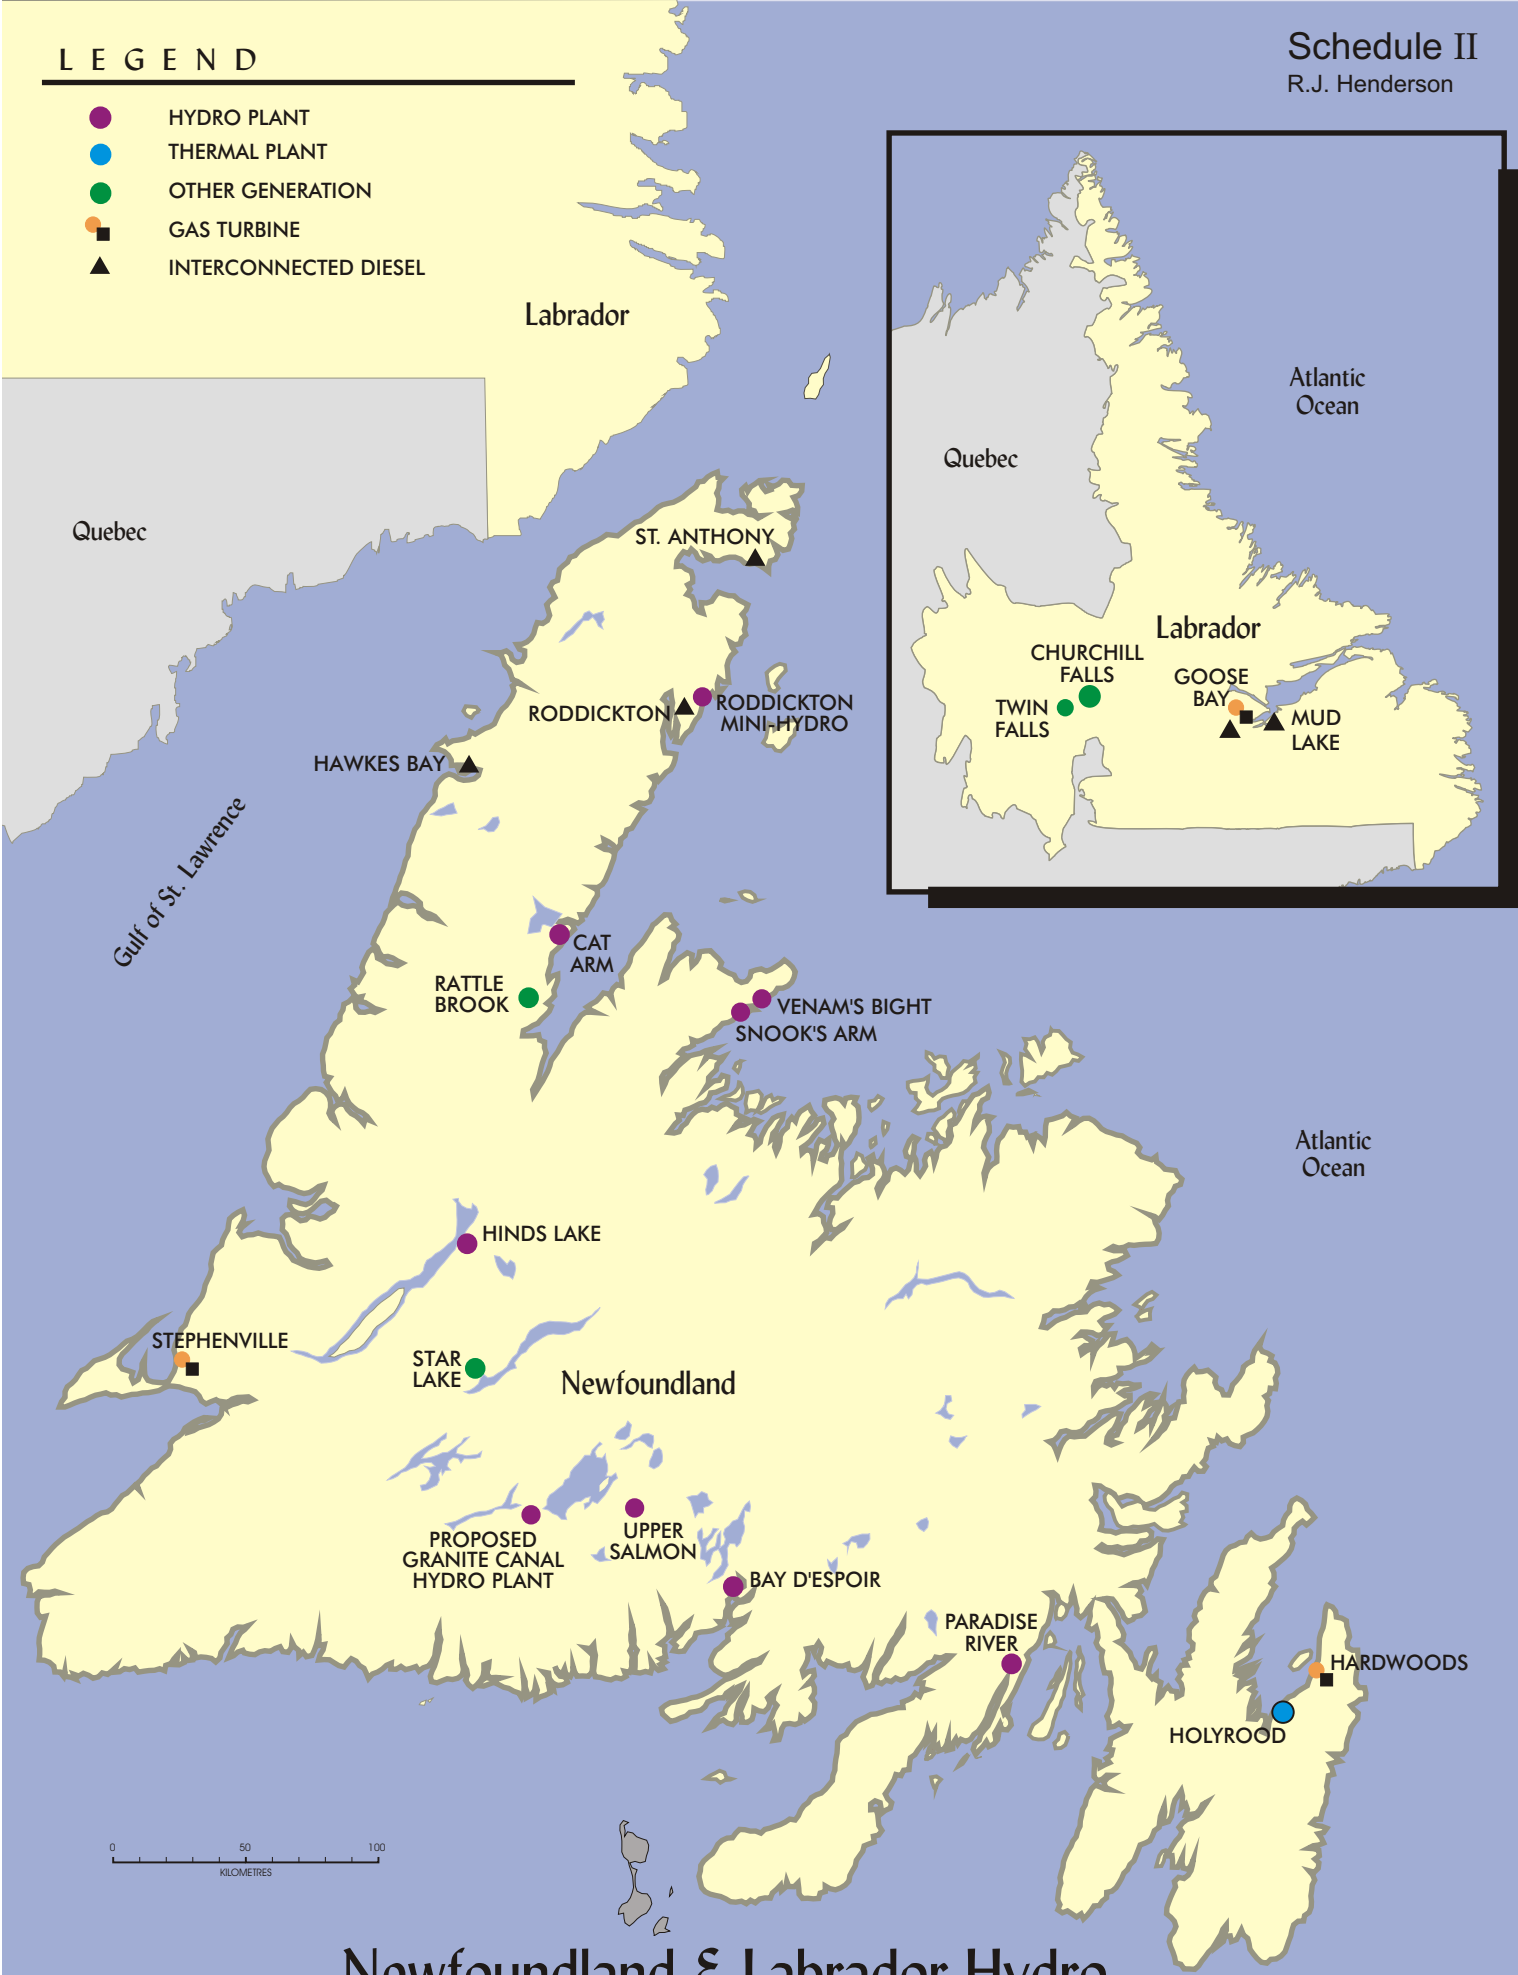 LEGEND
HYDRO PLANT
THERMAL PLANT
OTHER GENERATION
GAS TURBINE
INTERCONNECTED DIESEL
Schedule II
R.J. Henderson
Labrador
Quebec
Gulf of St. Lawrence
Quebec
Atlantic
Ocean
Labrador
CHURCHILL
FALLS
TWIN
FALLS
GOOSE
BAY
MUD
LAKE
ST. ANTHONY
RODDICKTON
RODDICKTON
MINI-HYDRO
HAWKES BAY
CAT
ARM
RATTLE
BROOK
VENAM'S BIGHT
SNOOK'S ARM
Atlantic
Ocean
HINDS LAKE
STEPHENVILLE
STAR
LAKE
Newfoundland
PROPOSED
GRANITE CANAL
HYDRO PLANT
UPPER
SALMON
BAY D'ESPOIR
PARADISE
RIVER
HARDWOODS
HOLYROOD
0 50 100
KILOMETRES
Newfoundland & Labrador Hydro